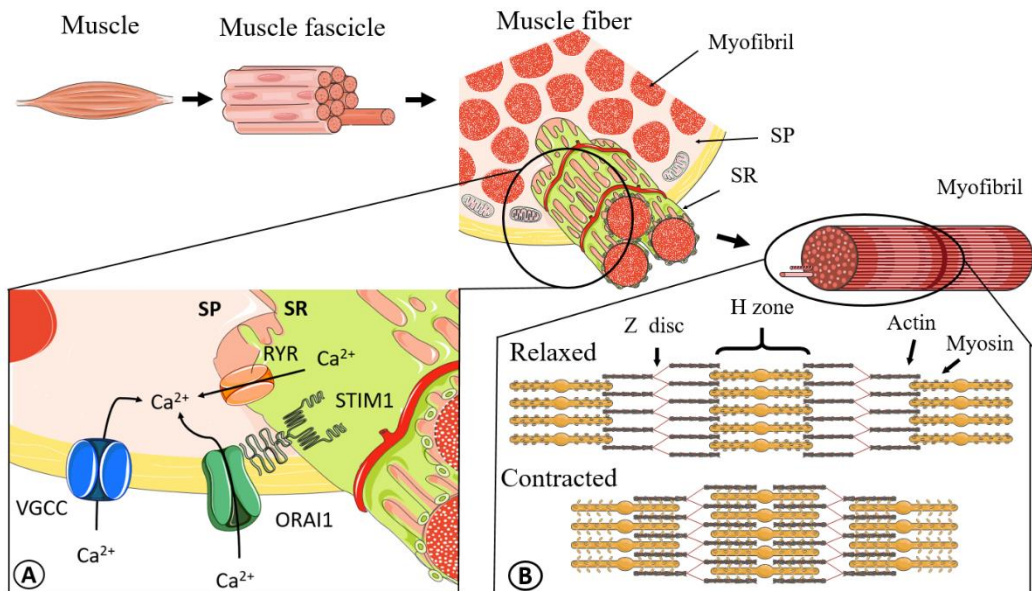 Muscle
Muscle fascicle
Muscle fiber
Myofibril
SP
SR
Myofibril
SP
SR
RYR
Ca²⁺
Ca²⁺
STIM1
VGCC
ORAI1
Ca²⁺
Ca²⁺
A
Z disc
H zone
Actin
Myosin
Relaxed
Contracted
B